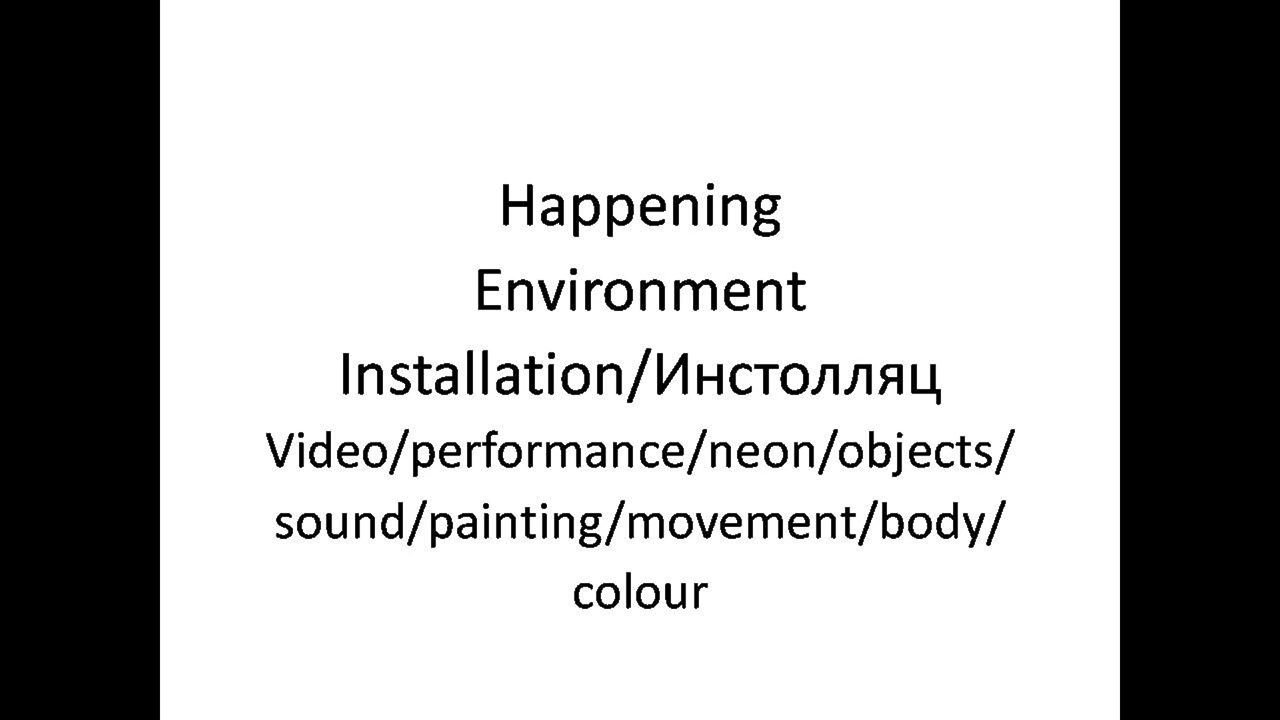 Happening
Environment
Installation/Инстолляц
Video/performance/neon/objects/
sound/painting/movement/body/
colour